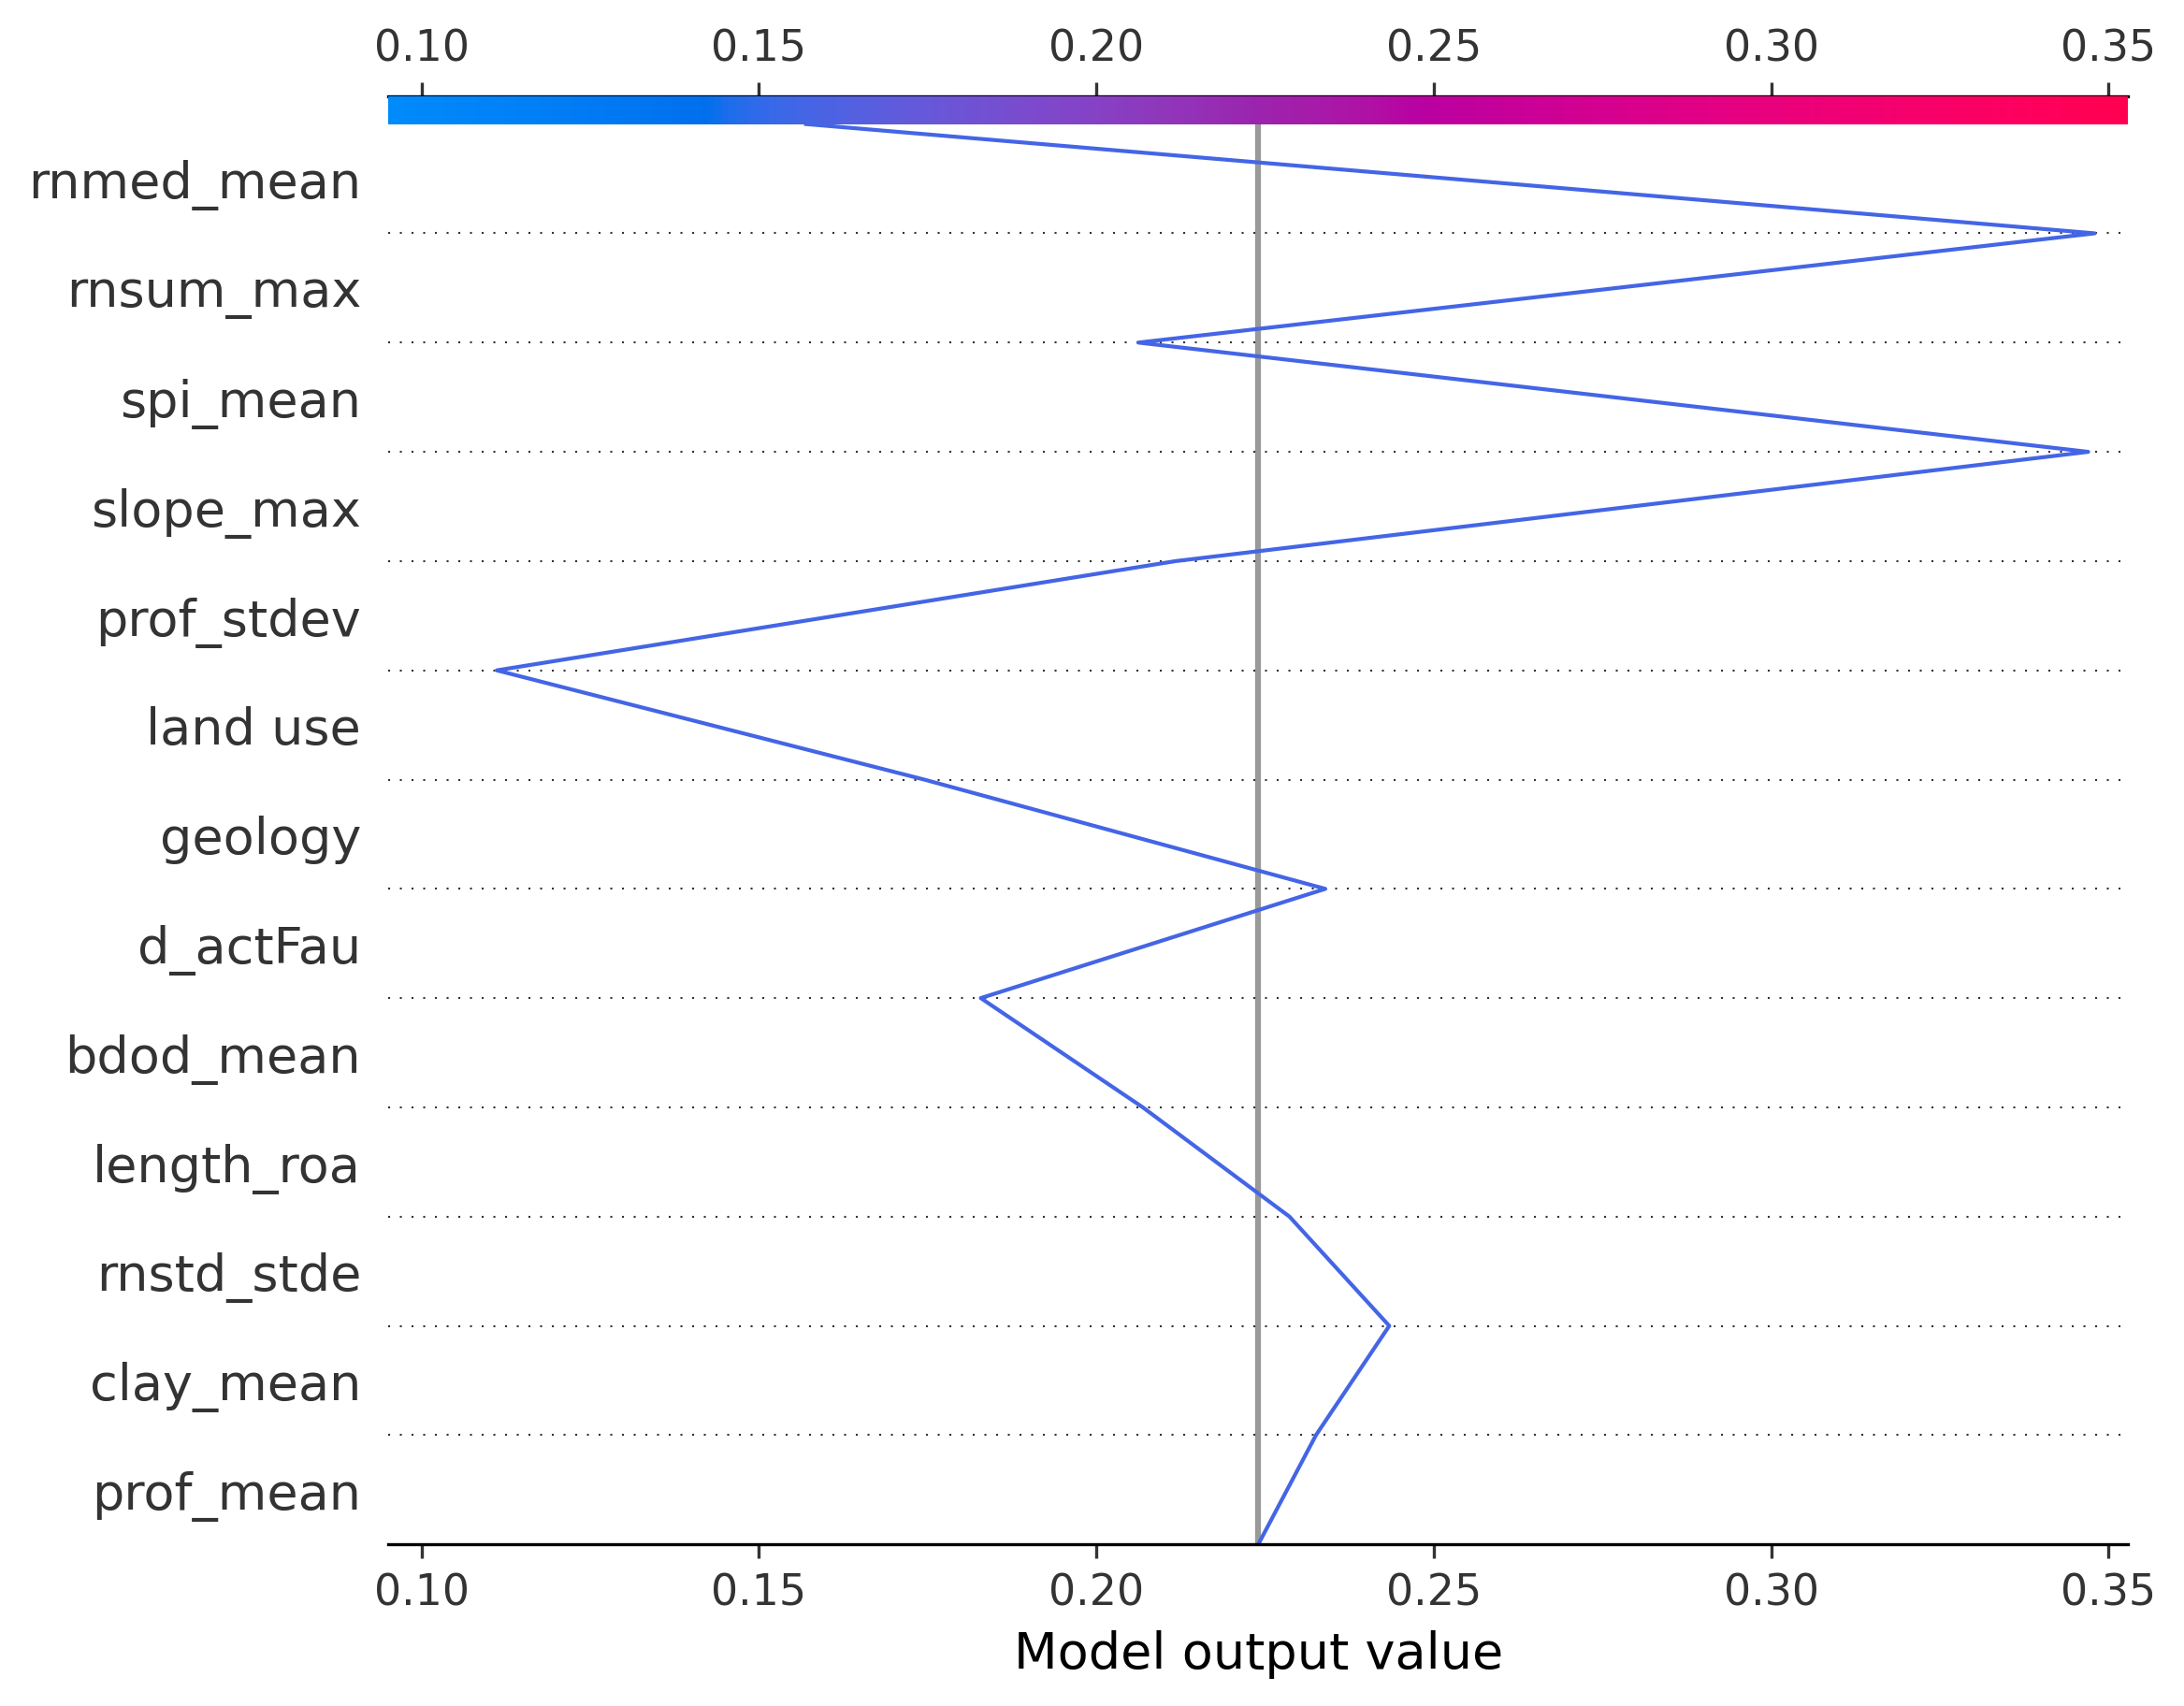 0.10 0.15 0.20 0.25 0.30 0.35
rnmed_mean
rnsum_max
spi_mean
slope_max
prof_stdev
land use
geology
d_actFau
bdod_mean
length_roa
rnstd_stde
clay_mean
prof_mean
0.10 0.15 0.20 0.25 0.30 0.35
Model output value